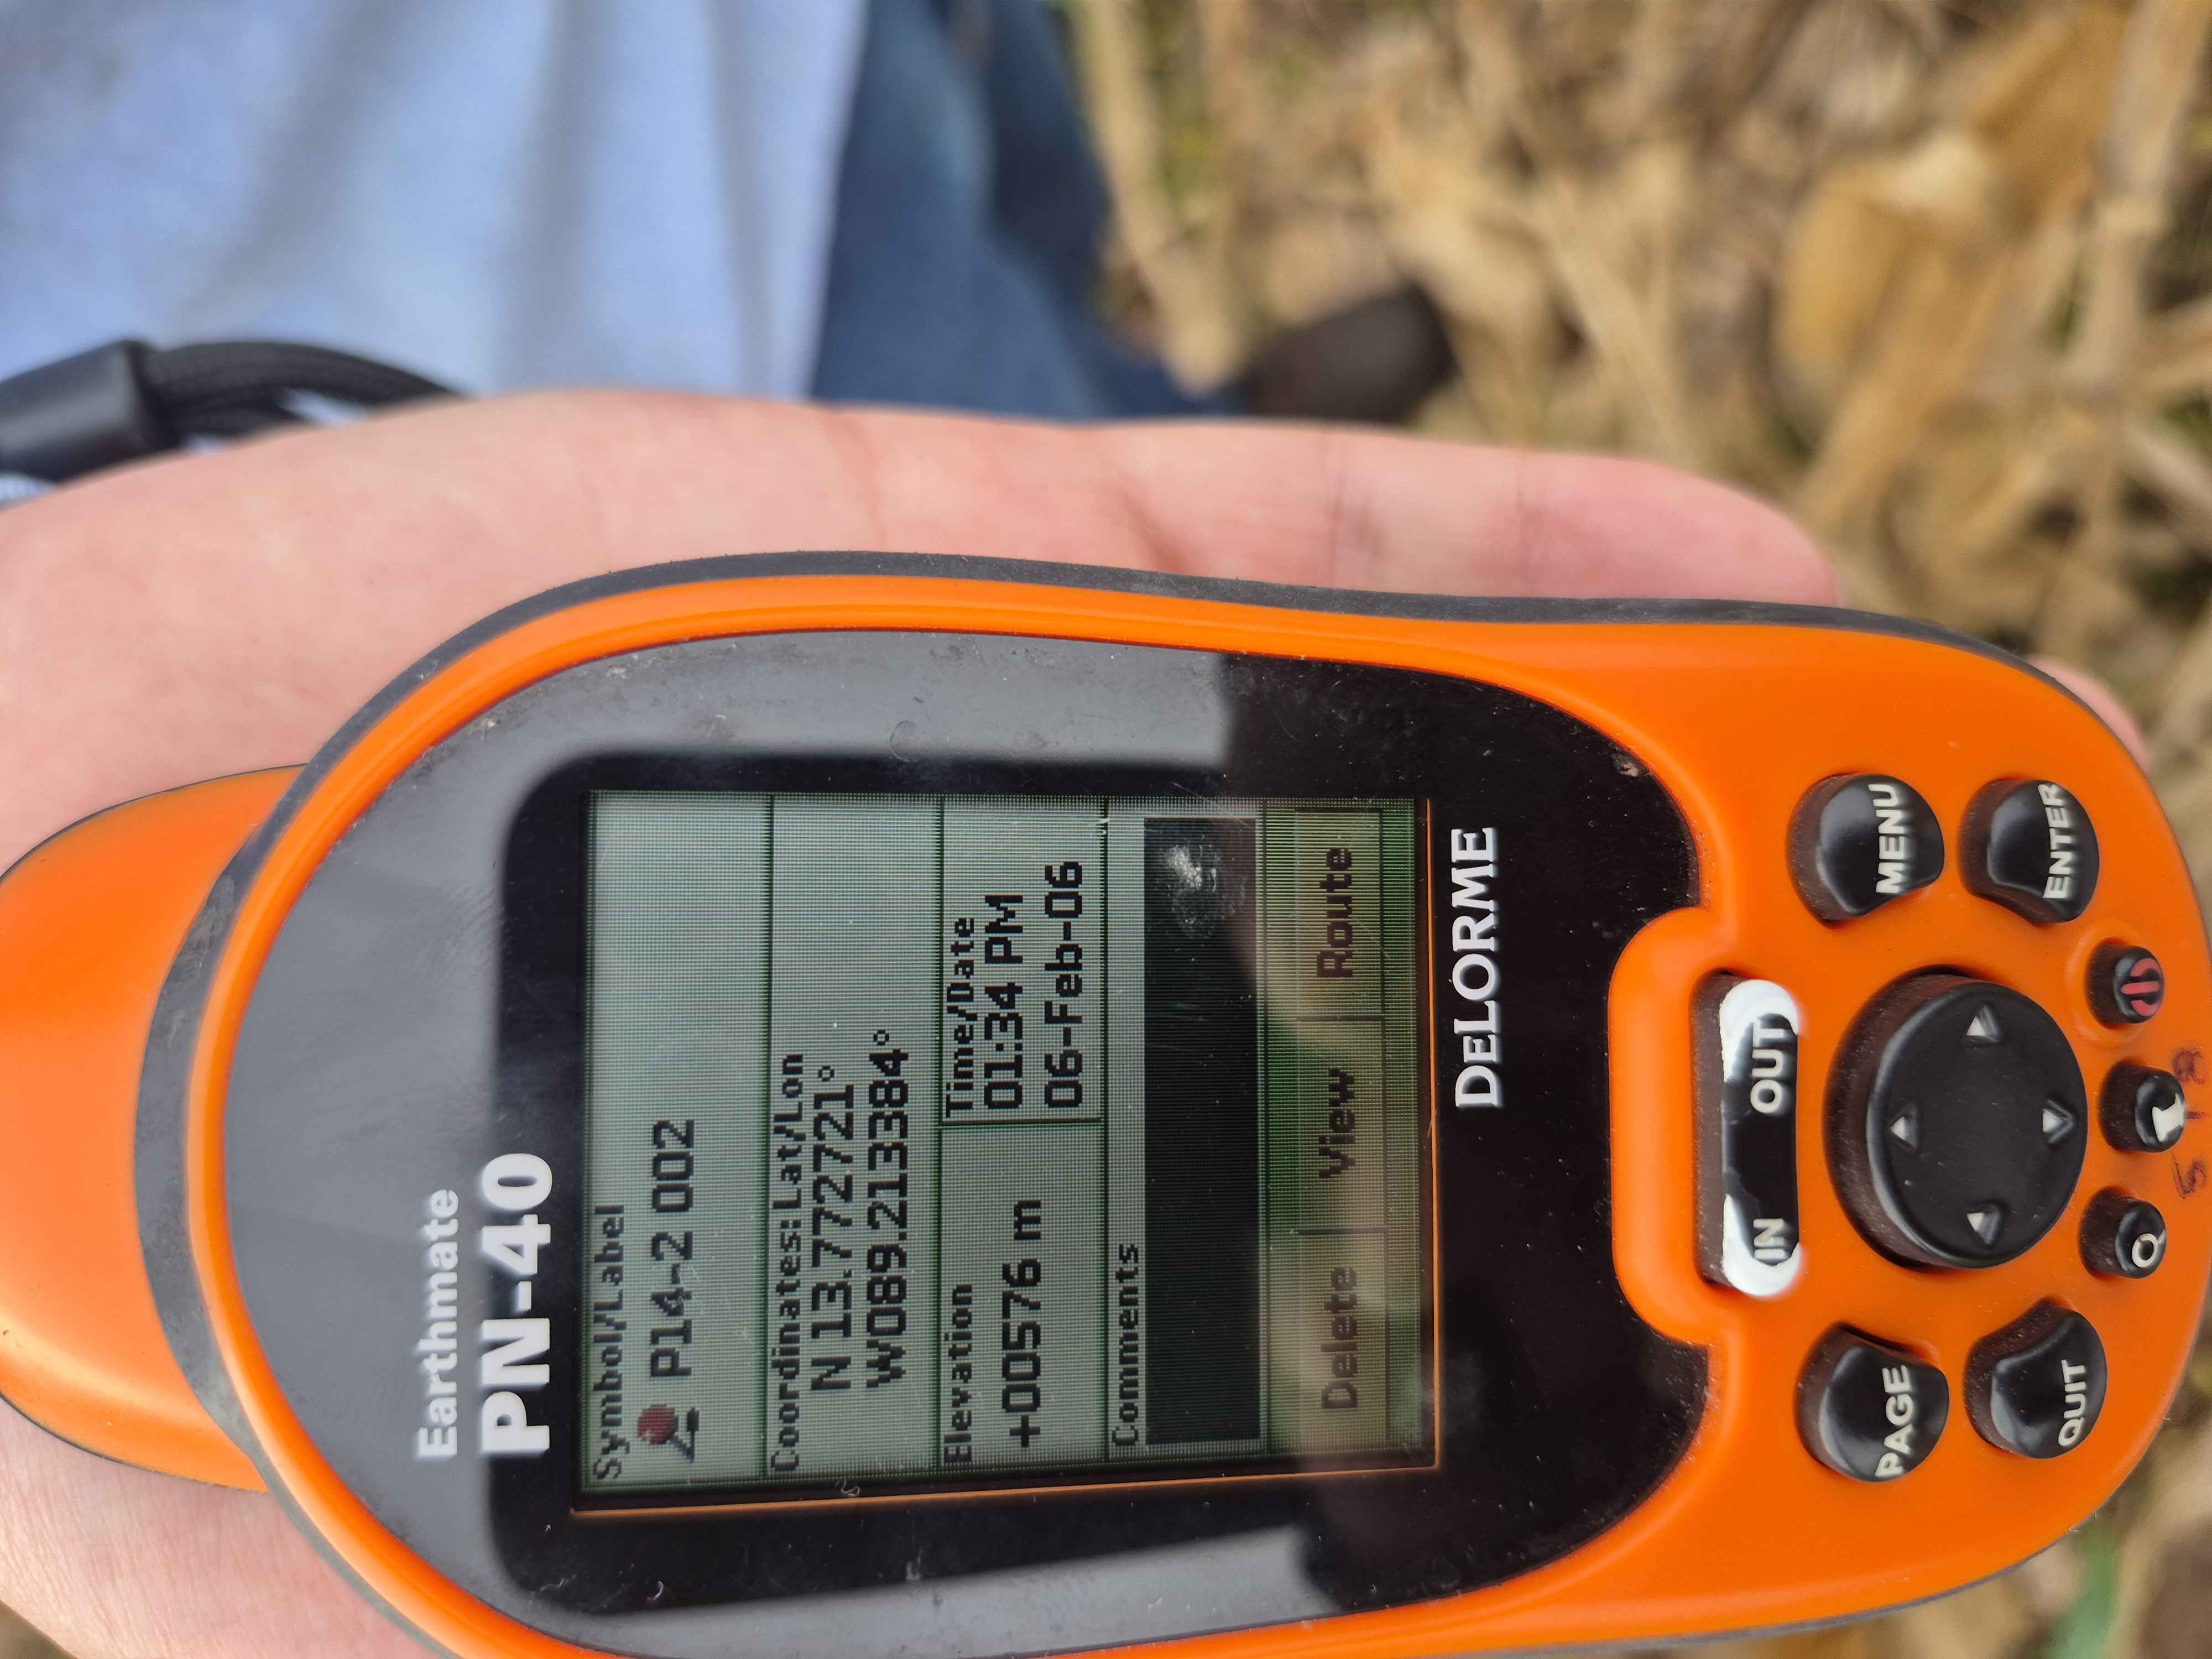 Earthmate
PN-40
Symbol/Label
P14-2 002
Coordinates:Lat/Lon
N 13.772721°
W089.213384°
Elevation
+00576 m
Time/Date
01:34 PM
06-Feb-06
Comments
Delete View Route
DELORME
IN OUT
PAGE MENU
QUIT ENTER